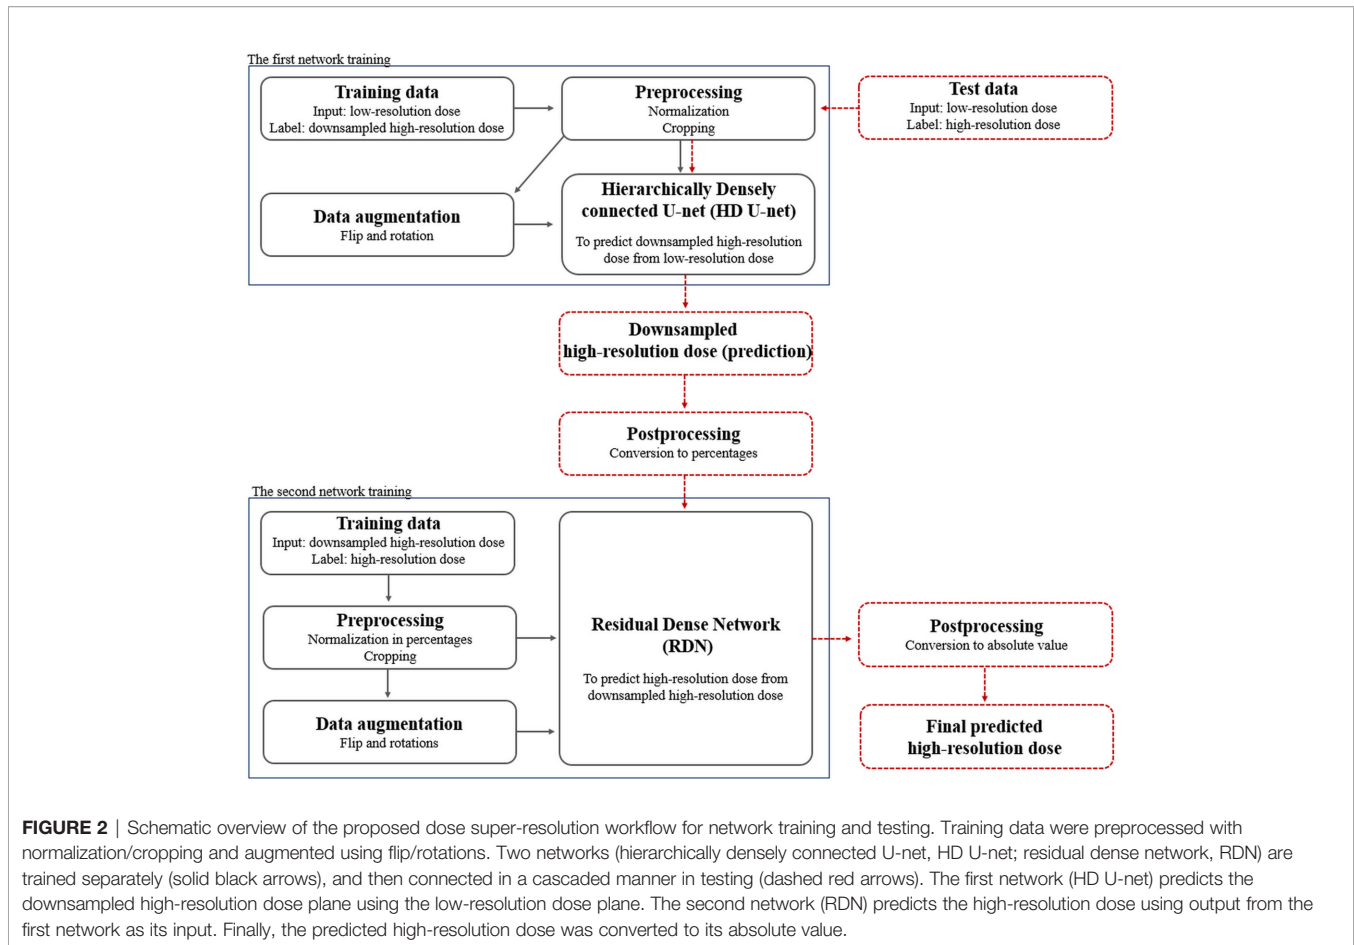 The first network training
Training data
Input: low-resolution dose
Label: downsampled high-resolution dose
Preprocessing
Normalization
Cropping
Test data
Input: low-resolution dose
Label: high-resolution dose
Data augmentation
Flip and rotation
Hierarchically Densely
connected U-net (HD U-net)
To predict downsampled high-resolution
dose from low-resolution dose
Downsampled
high-resolution dose (prediction)
Postprocessing
Conversion to percentages
The second network training
Training data
Input: downsampled high-resolution dose
Label: high-resolution dose
Preprocessing
Normalization in percentages
Cropping
Data augmentation
Flip and rotations
Residual Dense Network
(RDN)
To predict high-resolution dose from
downsampled high-resolution dose
Postprocessing
Conversion to absolute value
Final predicted
high-resolution dose
FIGURE 2 | Schematic overview of the proposed dose super-resolution workflow for network training and testing. Training data were preprocessed with
normalization/cropping and augmented using flip/rotations. Two networks (hierarchically densely connected U-net, HD U-net; residual dense network, RDN) are
trained separately (solid black arrows), and then connected in a cascaded manner in testing (dashed red arrows). The first network (HD U-net) predicts the
downsampled high-resolution dose plane using the low-resolution dose plane. The second network (RDN) predicts the high-resolution dose using output from the
first network as its input. Finally, the predicted high-resolution dose was converted to its absolute value.